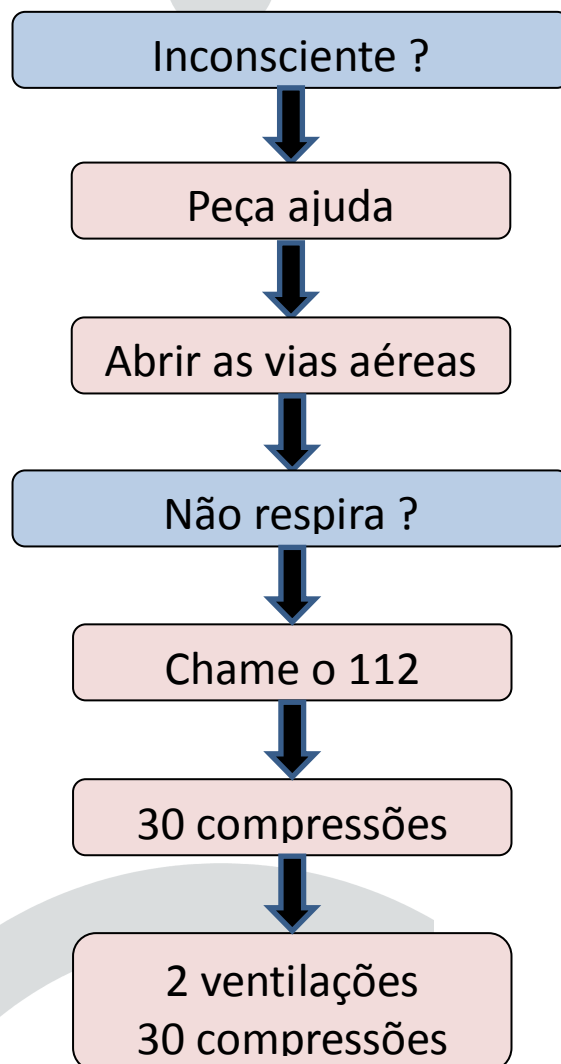 Inconsciente ?
Peça ajuda
Abrir as vias aéreas
Não respira ?
Chame o 112
30 compressões
2 ventilações
30 compressões